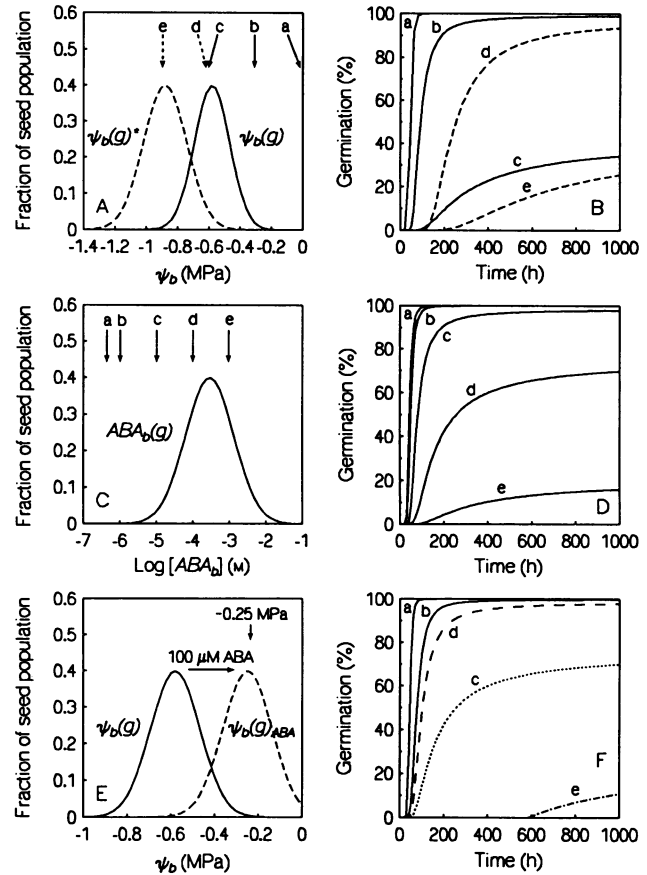 Fraction of seed population
0.6
0.5
0.4
0.3
0.2
0.1
0
e d c b a
ψb(g)*
ψb(g)
A
-1.4 -1.2 -1 -0.8 -0.6 -0.4 -0.2 0
ψb (MPa)
Germination (%)
100
80
60
40
20
0
a
b
d
c
e
B
0 200 400 600 800 1000
Time (h)
Fraction of seed population
0.6
0.5
0.4
0.3
0.2
0.1
0
a b c d e
ABAb(g)
C
-7 -6 -5 -4 -3 -2 -1
Log [ABAb] (M)
Germination (%)
100
80
60
40
20
0
a
b
c
d
e
D
0 200 400 600 800 1000
Time (h)
Fraction of seed population
0.6
0.5
0.4
0.3
0.2
0.1
0
-0.25 MPa
100 μM ABA
ψb(g)
ψb(g)ABA
E
-1 -0.8 -0.6 -0.4 -0.2 0
ψb (MPa)
Germination (%)
100
80
60
40
20
0
a
b
d
c
e
F
0 200 400 600 800 1000
Time (h)